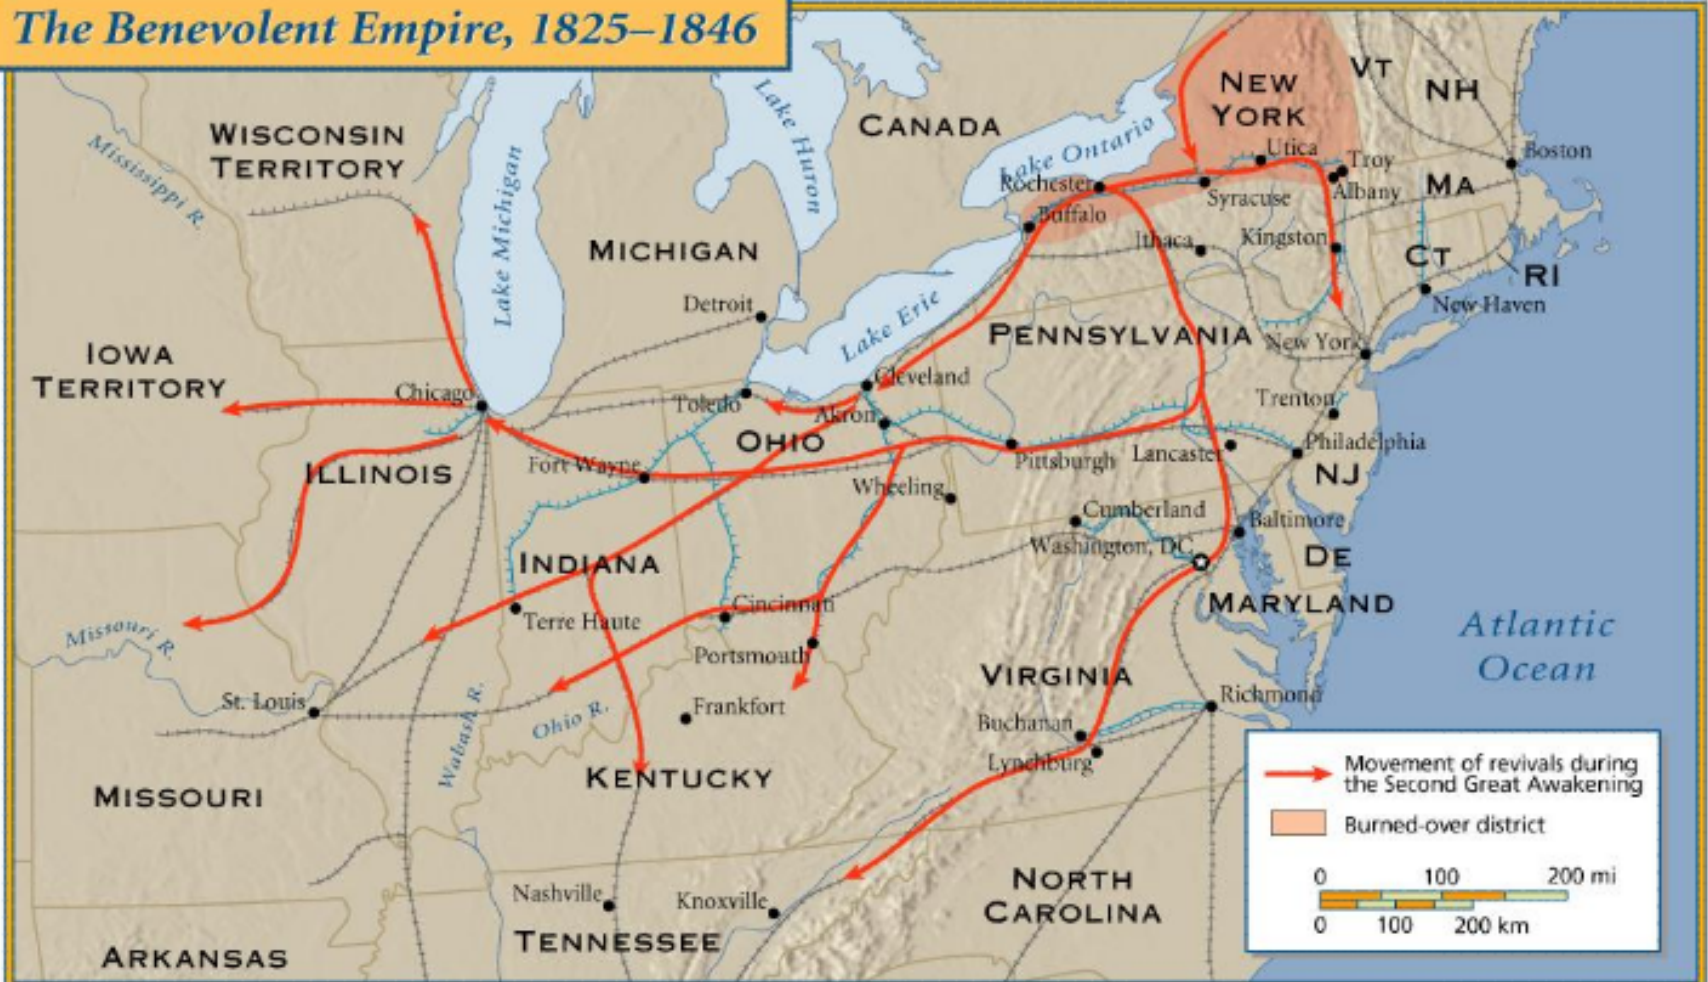 The Benevolent Empire, 1825–1846
WISCONSIN
TERRITORY
Mississippi R.
Lake Michigan
Lake Huron
CANADA
Lake Ontario
NEW
YORK
VT
NH
Utica
Troy
Boston
Rochester
Syracuse
Albany
MA
Buffalo
Ithaca
Kingston
CT
RI
MICHIGAN
Detroit
Lake Erie
PENNSYLVANIA
New Haven
New York
IOWA
TERRITORY
Chicago
Toledo
Cleveland
Akron
Trenton
OHIO
Philadelphia
ILLINOIS
Fort Wayne
Pittsburgh
Lancaster
NJ
Wheeling
Cumberland
Baltimore
Washington, DC
DE
INDIANA
MARYLAND
Terre Haute
Cincinnati
Missouri R.
Portsmouth
Atlantic
Ocean
VIRGINIA
St. Louis
Wabash R.
Ohio R.
Frankfort
Richmond
Buchanan
Lynchburg
KENTUCKY
MISSOURI
Nashville
Knoxville
NORTH
CAROLINA
TENNESSEE
ARKANSAS
Movement of revivals during
the Second Great Awakening
Burned-over district
0 100 200 mi
0 100 200 km